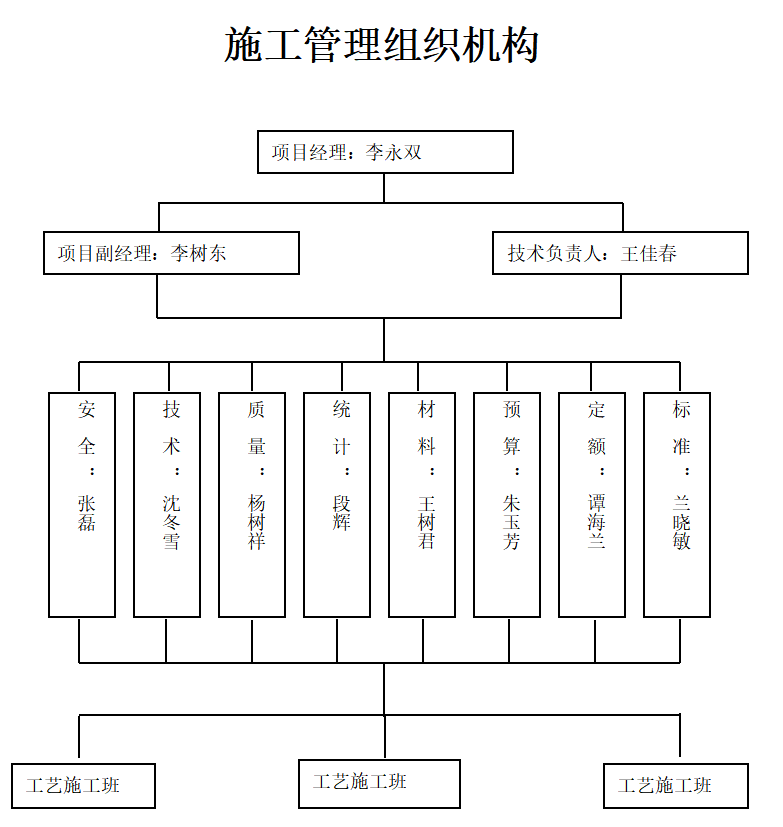 施工管理组织机构
项目经理：李永双
项目副经理：李树东
技术负责人：王佳春
安全：张磊
技术：沈冬雪
质量：杨树祥
统计：段辉
材料：王树君
预算：朱玉芳
定额：谭海兰
标准：兰晓敏
工艺施工班
工艺施工班
工艺施工班